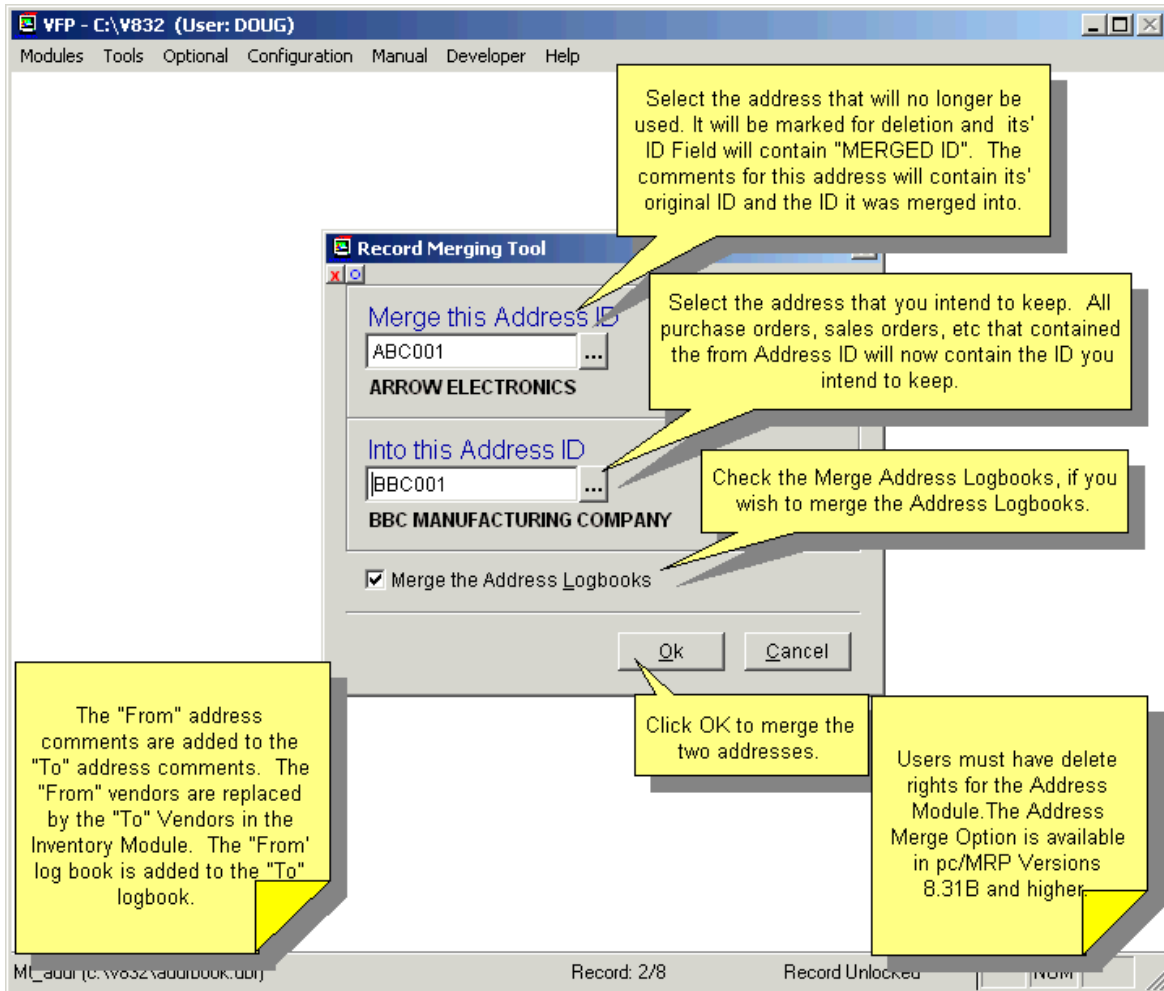 VFP - C:\V832 (User: DOUG)
Modules Tools Optional Configuration Manual Developer Help
Select the address that will no longer be
used. It will be marked for deletion and its'
ID Field will contain "MERGED ID". The
comments for this address will contain its'
original ID and the ID it was merged into.
Record Merging Tool
x
Merge this Address ID
ABC001
...
ARROW ELECTRONICS
Select the address that you intend to keep. All
purchase orders, sales orders, etc that contained
the from Address ID will now contain the ID you
intend to keep.
Into this Address ID
BBC001
...
BBC MANUFACTURING COMPANY
Check the Merge Address Logbooks, if you
wish to merge the Address Logbooks.
Merge the Address Logbooks
Ok
Cancel
Click OK to merge the
two addresses.
The "From" address
comments are added to the
"To" address comments. The
"From" vendors are replaced
by the "To" Vendors in the
Inventory Module. The "From'
log book is added to the "To"
logbook.
Users must have delete
rights for the Address
Module.The Address
Merge Option is available
in pc/MRP Versions
8.31B and higher.
(c:\v832\addrbook.dbf)
Record: 2/8
Record Unlocked
NUM